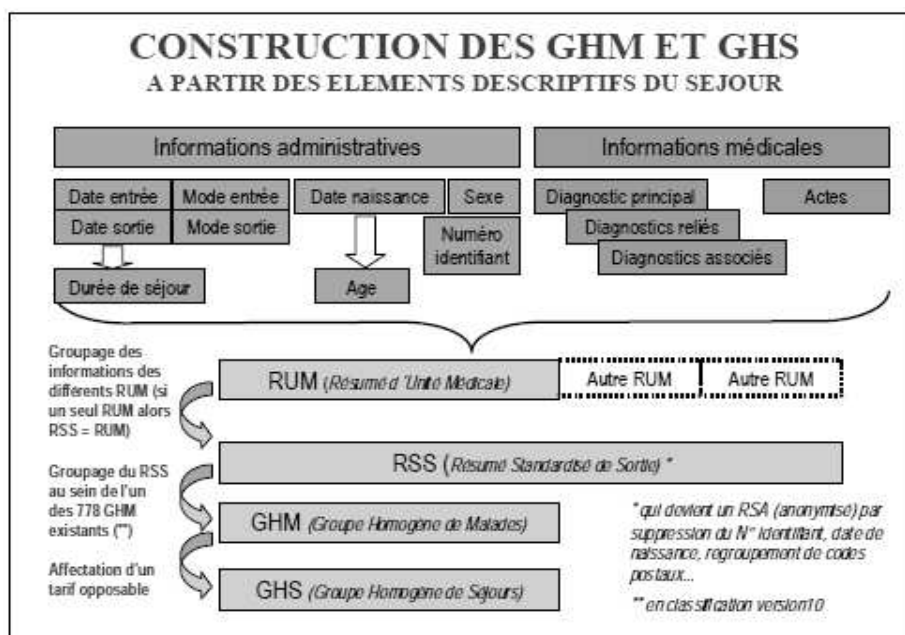 CONSTRUCTION DES GHM ET GHS
A PARTIR DES ELEMENTS DESCRIPTIFS DU SEJOUR
Informations administratives
Informations médicales
Date entrée
Mode entrée
Date naissance
Sexe
Diagnostic principal
Actes
Date sortie
Mode sortie
Numéro
identifiant
Diagnostics reliés
Diagnostics associés
Durée de séjour
Age
Groupage des
informations des
différents RUM (si
un seul RUM alors
RSS = RUM)
RUM (Résumé d'Unité Médicale)
Autre RUM
Autre RUM
RSS (Résumé Standardisé de Sortie) *
Groupage du RSS
au sein de l'un
des 778 GHM
existants (**)
GHM (Groupe Homogène de Malades)
* qui devient un RSA (anonymisé) par
suppression du N° identifiant, date de
naissance, regroupement de codes
postaux...
Affectation d'un
tarif opposable
GHS (Groupe Homogène de Séjours)
** en classification version10